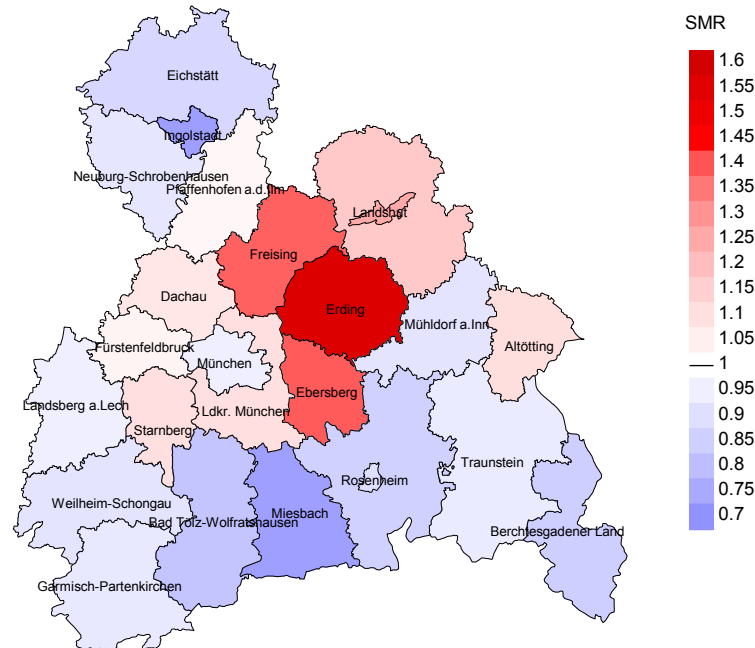 SMR
Eichstätt
Ingolstadt
Neuburg-Schrobenhausen
Pfaffenhofen a.d.Ilm
Landshut
Freising
Dachau
Erding
Mühldorf a.Inn
Altötting
Fürstenfeldbruck
München
Landsberg a.Lech
Ebersberg
Ldkr. München
Starnberg
Traunstein
Rosenheim
Weilheim-Schongau
Miesbach
Bad Tölz-Wolfratshausen
Berchtesgadener Land
Garmisch-Partenkirchen
1.6
1.55
1.5
1.45
1.4
1.35
1.3
1.25
1.2
1.15
1.1
1.05
1
0.95
0.9
0.85
0.8
0.75
0.7